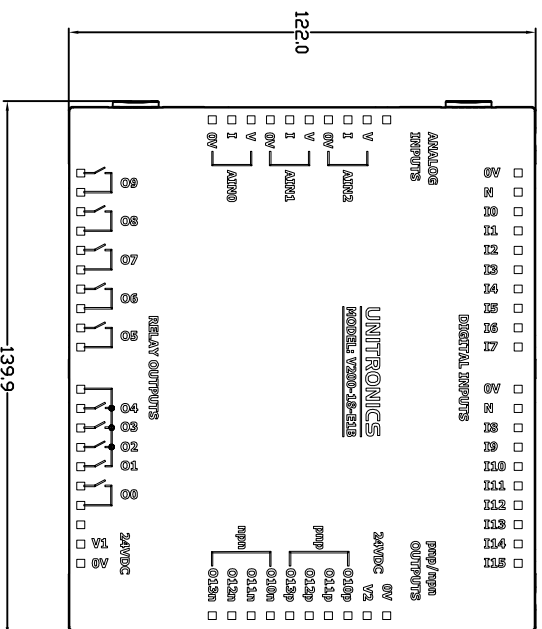 122.0
139.9
UNITRONICS
MODEL: V200-18-E1B
DIGITAL INPUTS
0V
N
I0
I1
I2
I3
I4
I5
I6
I7
0V
N
I8
I9
I10
I11
I12
I13
I14
I15
ANALOG
INPUTS
V
I
0V
AIN2
V
I
0V
AIN1
V
I
0V
AIN0
RELAY OUTPUTS
O9
O8
O7
O6
O5
O4
O3
O2
O1
O0
24VDC
V1
0V
pnp/npn
OUTPUTS
24VDC
0V
V2
pnp
O10p
O11p
O12p
O13p
npn
O10n
O11n
O12n
O13n